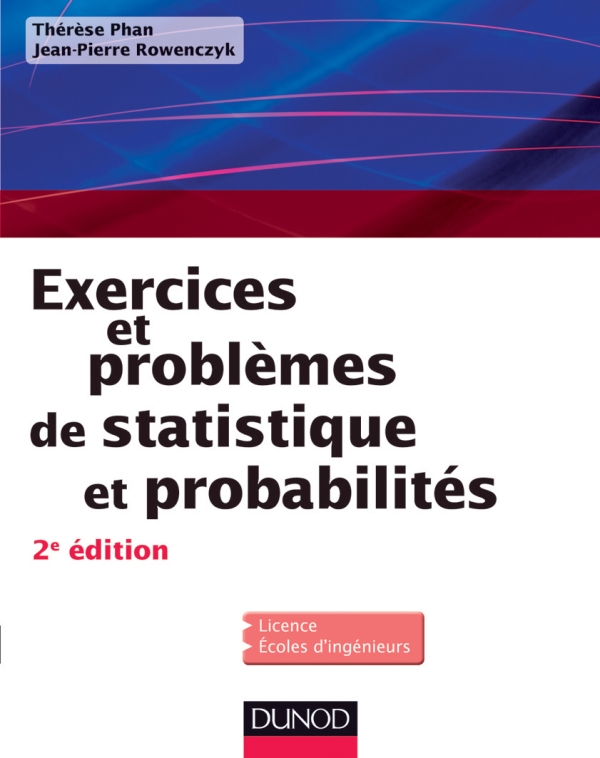 Thérèse Phan
Jean-Pierre Rowenczyk
Exercices
et
problèmes
de statistique
et probabilités
2e édition
Licence
Écoles d'ingénieurs
DUNOD